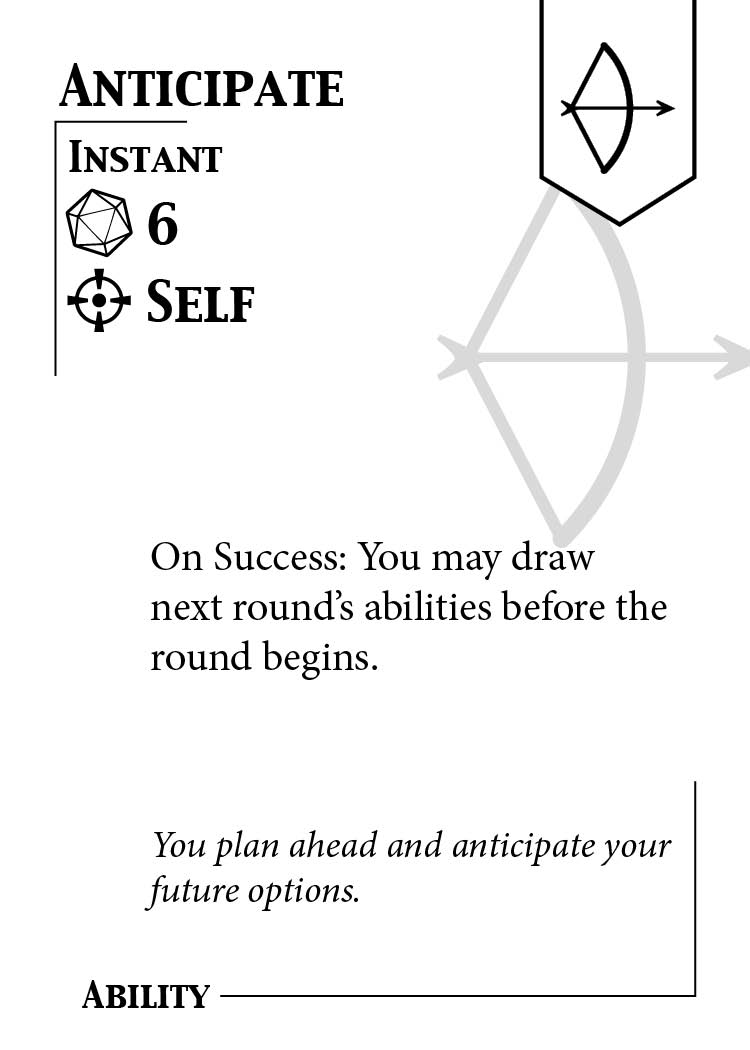 Anticipate
Instant
6
Self
On Success: You may draw
next round’s abilities before the
round begins.
You plan ahead and anticipate your
future options.
Ability